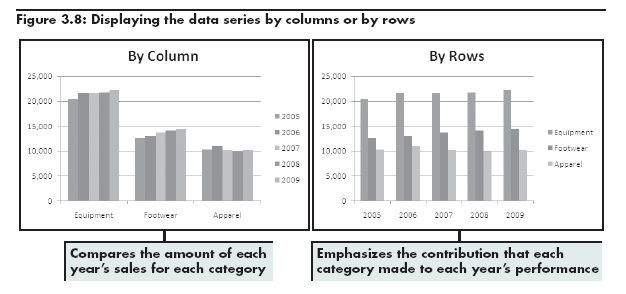 Figure 3.8: Displaying the data series by columns or by rows
By Column
25,000
20,000
15,000
10,000
5,000
0
Equipment Footwear Apparel
2005
2006
2007
2008
2009
Compares the amount of each
year's sales for each category
By Rows
25,000
20,000
15,000
10,000
5,000
0
2005 2006 2007 2008 2009
Equipment
Footwear
Apparel
Emphasizes the contribution that each
category made to each year's performance